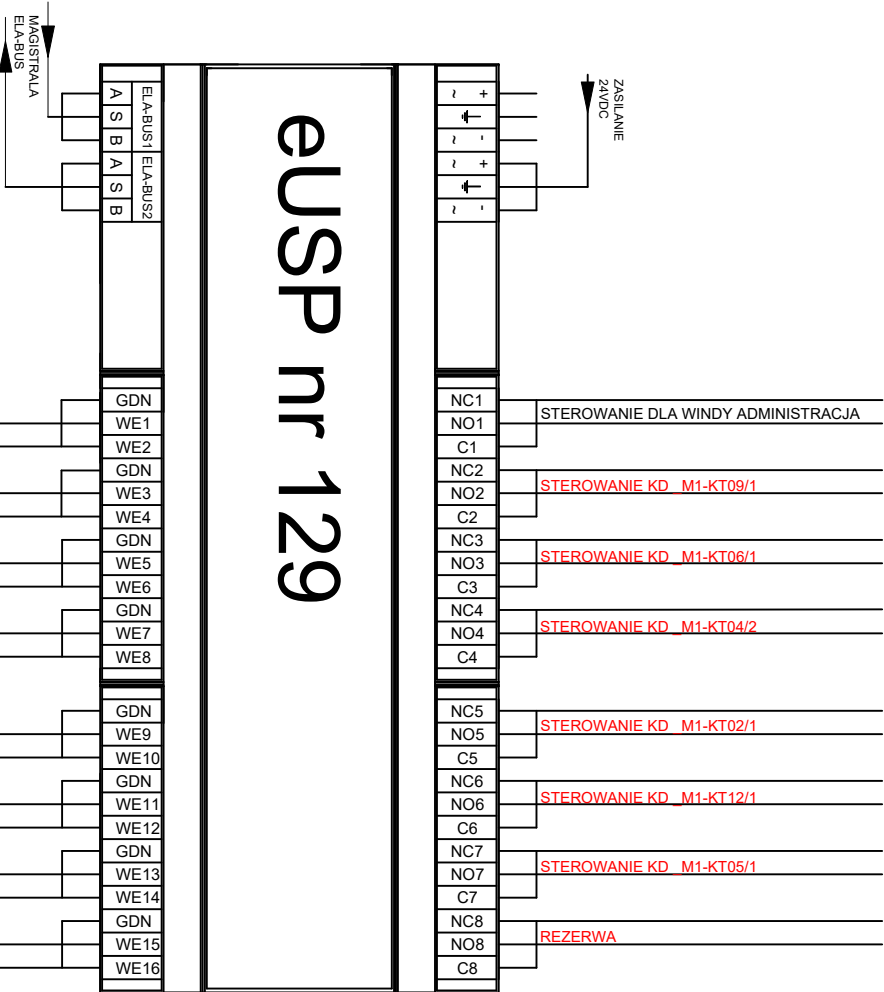 MAGISTRALA
ELA-BUS
ZASILANIE
24VDC
ELA-BUS1
A
S
B
ELA-BUS2
A
S
B
~ +
~ -
~ +
~ -
eUSP nr 129
GDN
WE1
WE2
GDN
WE3
WE4
GDN
WE5
WE6
GDN
WE7
WE8
GDN
WE9
WE10
GDN
WE11
WE12
GDN
WE13
WE14
GDN
WE15
WE16
NC1
NO1
C1
NC2
NO2
C2
NC3
NO3
C3
NC4
NO4
C4
NC5
NO5
C5
NC6
NO6
C6
NC7
NO7
C7
NC8
NO8
C8
STEROWANIE DLA WINDY ADMINISTRACJA
STEROWANIE KD _M1-KT09/1
STEROWANIE KD _M1-KT06/1
STEROWANIE KD _M1-KT04/2
STEROWANIE KD _M1-KT02/1
STEROWANIE KD _M1-KT12/1
STEROWANIE KD _M1-KT05/1
REZERWA